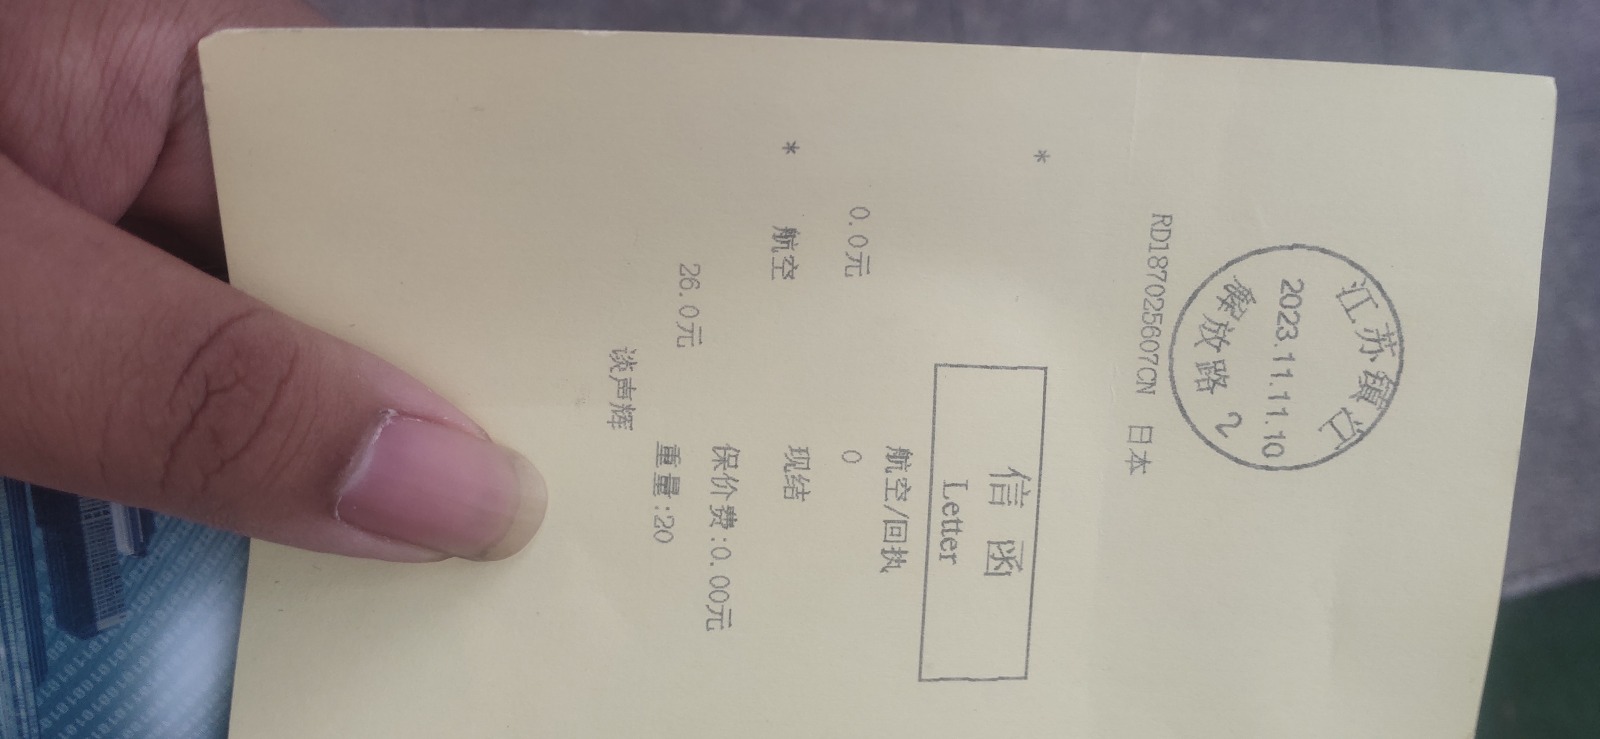 江苏镇江
2023.11.11.10
解放路 2
RD187025607CN 日本
*
信 函
Letter
航空/回执
0.0元 0
* 航空 现结
保价费:0.00元
26.0元
重量:20
谈声辉